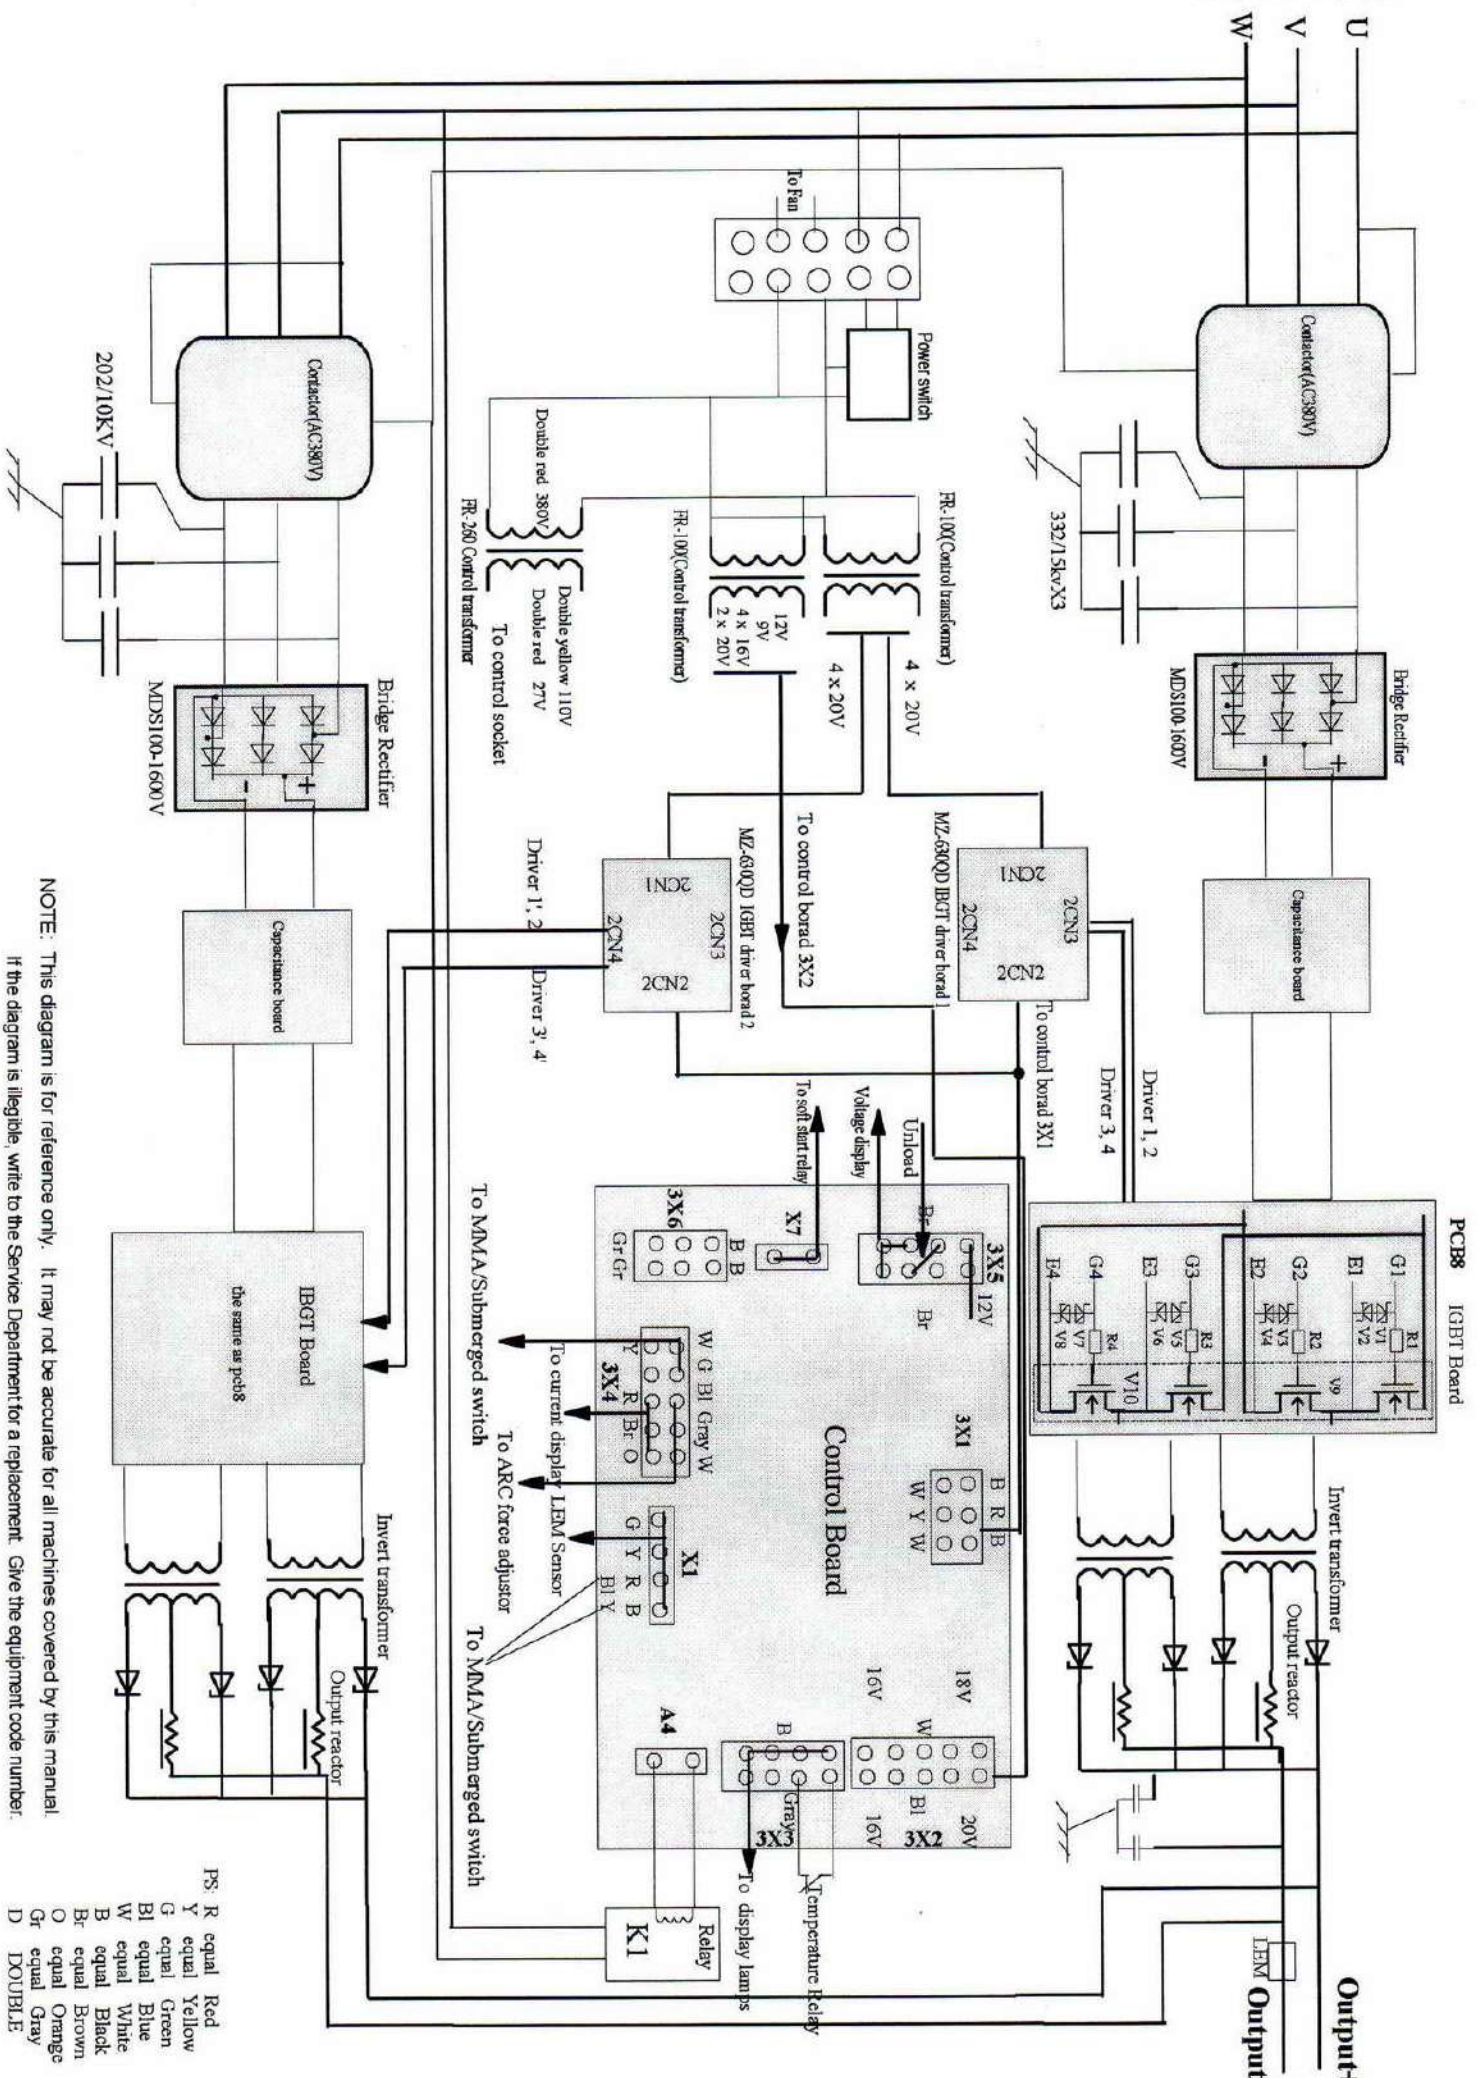 U
V
W
Contactor(AC380V)
332/15kvX3
Bridge Rectifier
+
-
MDS100-1600V
Capacitance board
PCB8 IGBT Board
G1
E1
G2
E2
G3
E3
G4
E4
R1
V1
V2
R2
V3
V4
R3
V5
V6
R4
V7
V8
V9
V10
Invert transformer
Output reactor
LEM
Output+
Output
To Fan
Power switch
FR-100(Control transformer)
4 x 20V
4 x 20V
FR-100(Control transformer)
12V
9V
4 x 16V
2 x 20V
Double red 380V
Double yellow 110V
Double red 27V
FR-260 Control transformer
To control socket
MZ-630QD IBGT driver borad 1
2CN1
2CN3
2CN4
2CN2
To control borad 3X1
Driver 1, 2
Driver 3, 4
To control borad 3X2
MZ-630QD IGBT driver borad 2
2CN1
2CN3
2CN4
2CN2
Driver 1', 2'
Driver 3', 4'
Unload
Voltage display
To soft start relay
Control Board
3X5
12V
Br
Br
X7
3X6
B B
Gr Gr
3X1
B R B
W Y W
W G Bl Gray W
Y R Br O
3X4
X1
G Y R B
Bl Y
18V
16V
W
Bl
20V
16V
3X2
B
Gray
3X3
A4
To MMA/Submerged switch
To current display LEM Sensor
To ARC force adjustor
To MMA/Submerged switch
Temperature Relay
To display lamps
Relay
K1
Contactor(AC380V)
202/10KV
Bridge Rectifier
+
-
MDS100-1600V
Capacitance board
IBGT Board
the same as pcb8
Invert transformer
Output reactor
PS: R equal Red
Y equal Yellow
G equal Green
Bl equal Blue
W equal White
B equal Black
Br equal Brown
O equal Orange
Gr equal Gray
D DOUBLE
NOTE: This diagram is for reference only. It may not be accurate for all machines covered by this manual.
If the diagram is illegible, write to the Service Department for a replacement. Give the equipment code number.